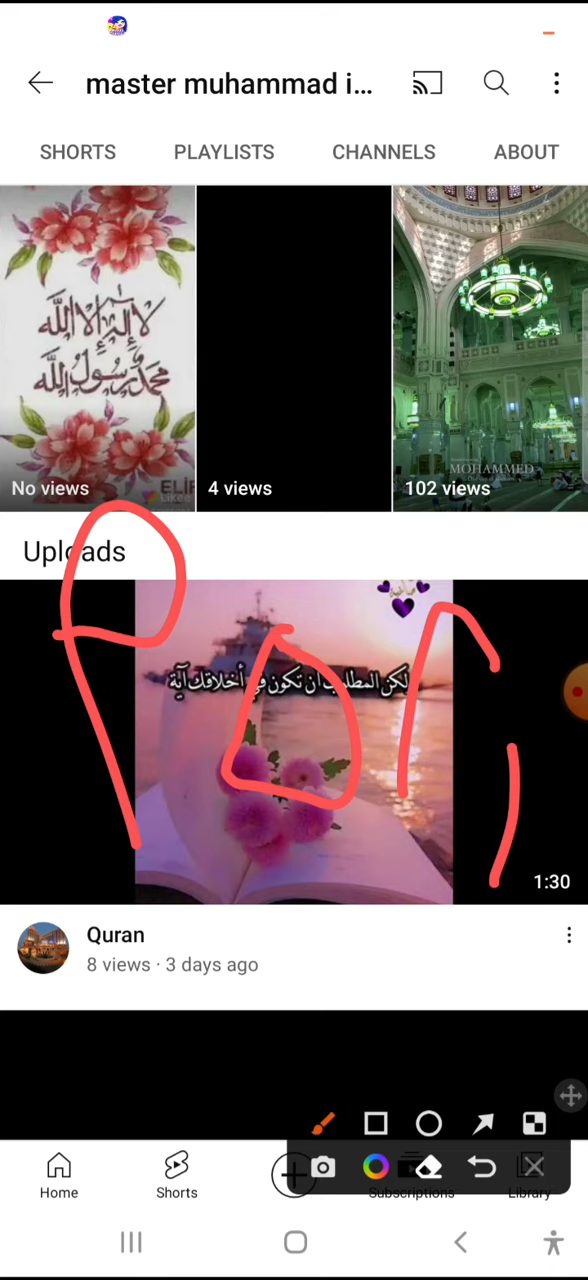 master muhammad i...
SHORTS PLAYLISTS CHANNELS ABOUT
لا إله إلا الله
محمد رسول الله
MOHAMMED
No views
4 views
102 views
Uploads
لكن المطلب ان تكون في أخلاقك آية
1:30
Quran
8 views · 3 days ago
Home Shorts Subscriptions Library